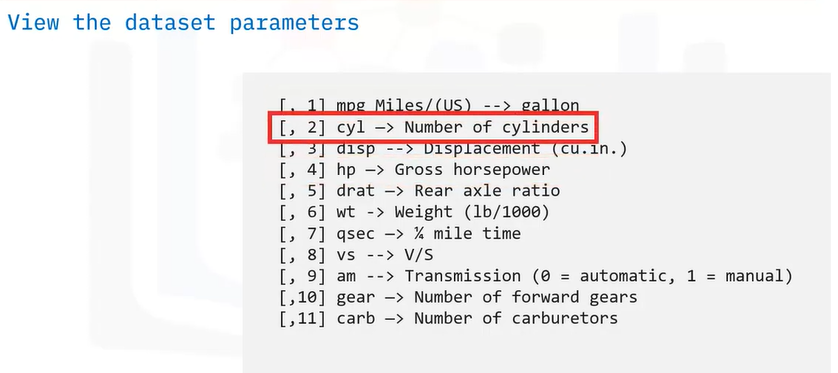 View the dataset parameters
[, 1] mpg Miles/(US) --> gallon
[, 2] cyl —> Number of cylinders
[, 3] disp --> Displacement (cu.in.)
[, 4] hp —> Gross horsepower
[, 5] drat —> Rear axle ratio
[, 6] wt -> Weight (lb/1000)
[, 7] qsec —> ¼ mile time
[, 8] vs --> V/S
[, 9] am --> Transmission (0 = automatic, 1 = manual)
[,10] gear —> Number of forward gears
[,11] carb —> Number of carburetors